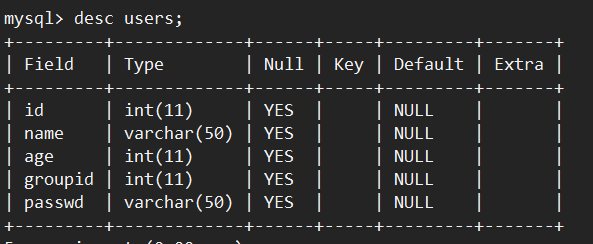 mysql> desc users;
+---------+-------------+------+-----+---------+-------+
| Field | Type | Null | Key | Default | Extra |
+---------+-------------+------+-----+---------+-------+
| id | int(11) | YES | | NULL | |
| name | varchar(50) | YES | | NULL | |
| age | int(11) | YES | | NULL | |
| groupid | int(11) | YES | | NULL | |
| passwd | varchar(50) | YES | | NULL | |
+---------+-------------+------+-----+---------+-------+